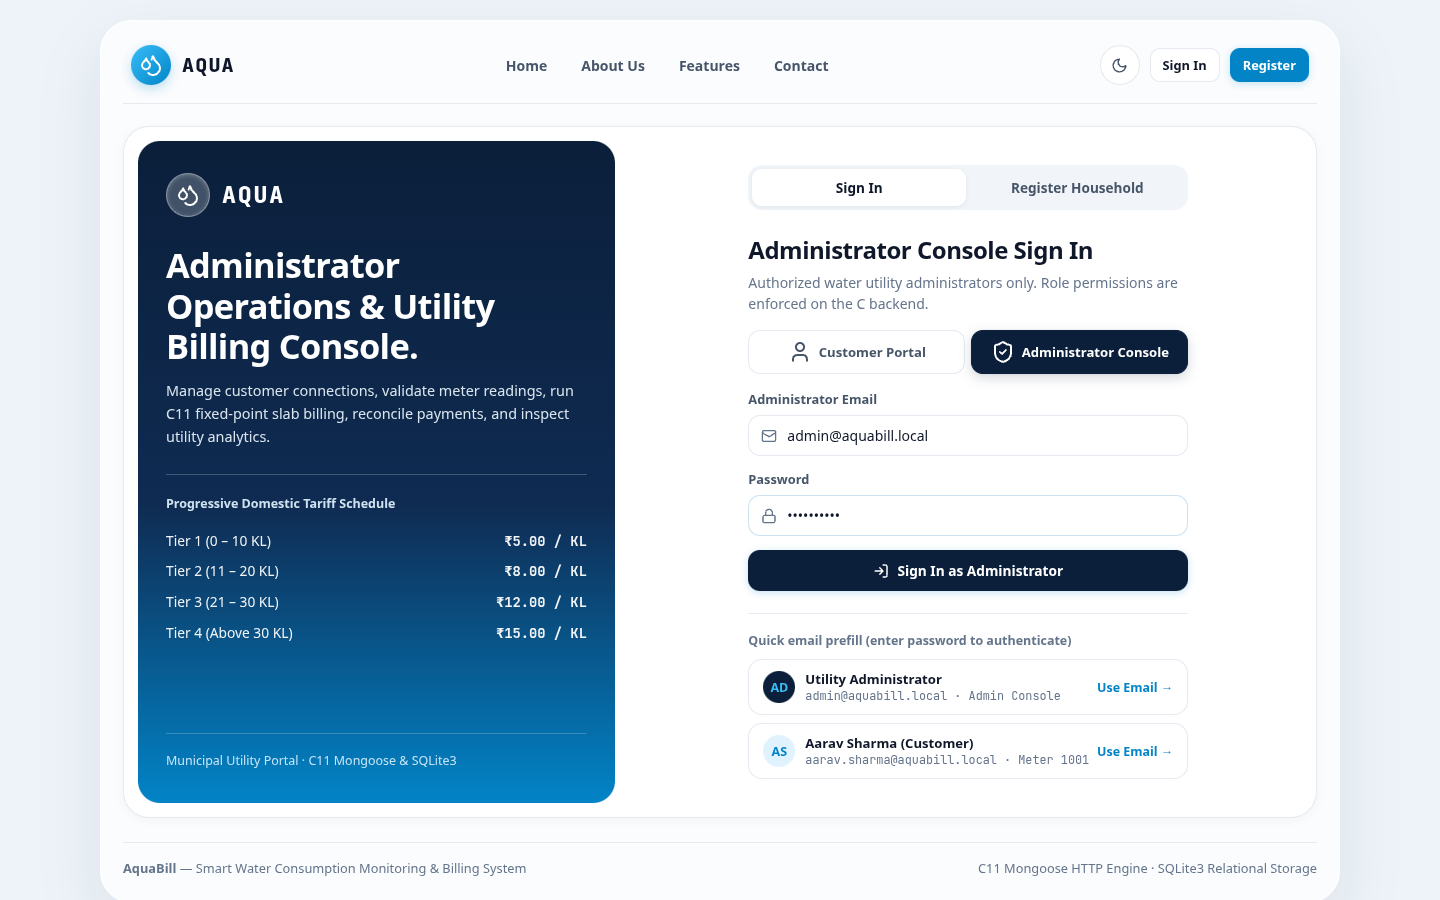 AQUA
Home
About Us
Features
Contact
Sign In
Register
AQUA
Administrator
Operations & Utility
Billing Console.
Manage customer connections, validate meter readings, run
C11 fixed-point slab billing, reconcile payments, and inspect
utility analytics.
Progressive Domestic Tariff Schedule
Tier 1 (0 – 10 KL) ₹5.00 / KL
Tier 2 (11 – 20 KL) ₹8.00 / KL
Tier 3 (21 – 30 KL) ₹12.00 / KL
Tier 4 (Above 30 KL) ₹15.00 / KL
Municipal Utility Portal · C11 Mongoose & SQLite3
Sign In
Register Household
Administrator Console Sign In
Authorized water utility administrators only. Role permissions are
enforced on the C backend.
Customer Portal
Administrator Console
Administrator Email
admin@aquabill.local
Password
••••••••••
Sign In as Administrator
Quick email prefill (enter password to authenticate)
AD
Utility Administrator
admin@aquabill.local · Admin Console
Use Email →
AS
Aarav Sharma (Customer)
aarav.sharma@aquabill.local · Meter 1001
Use Email →
AquaBill — Smart Water Consumption Monitoring & Billing System
C11 Mongoose HTTP Engine · SQLite3 Relational Storage